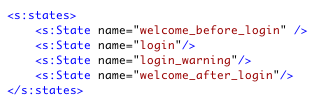 <s:states>
<s:State name="welcome_before_login" />
<s:State name="login"/>
<s:State name="login_warning"/>
<s:State name="welcome_after_login"/>
</s:states>